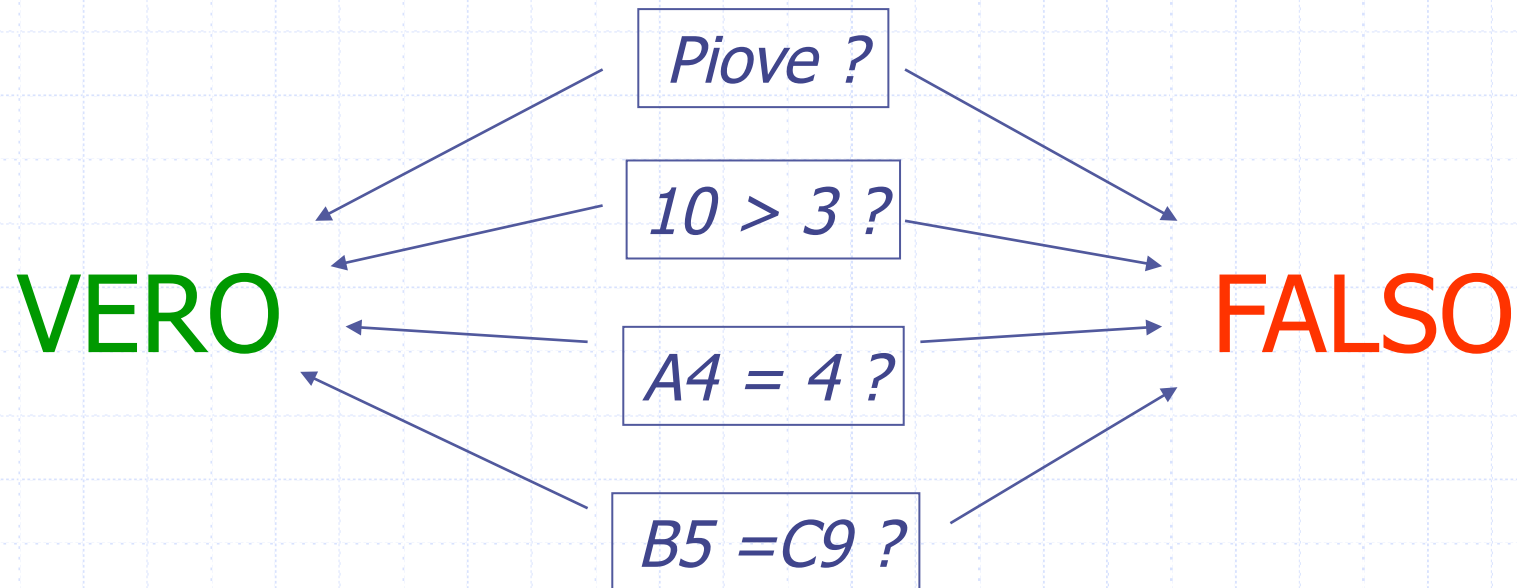 Piove ?
10 > 3 ?
VERO
FALSO
A4 = 4 ?
B5 =C9 ?